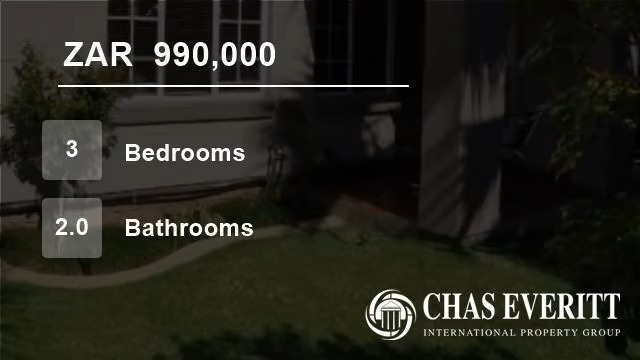 ZAR 990,000
3 Bedrooms
2.0 Bathrooms
CHAS EVERITT
INTERNATIONAL PROPERTY GROUP